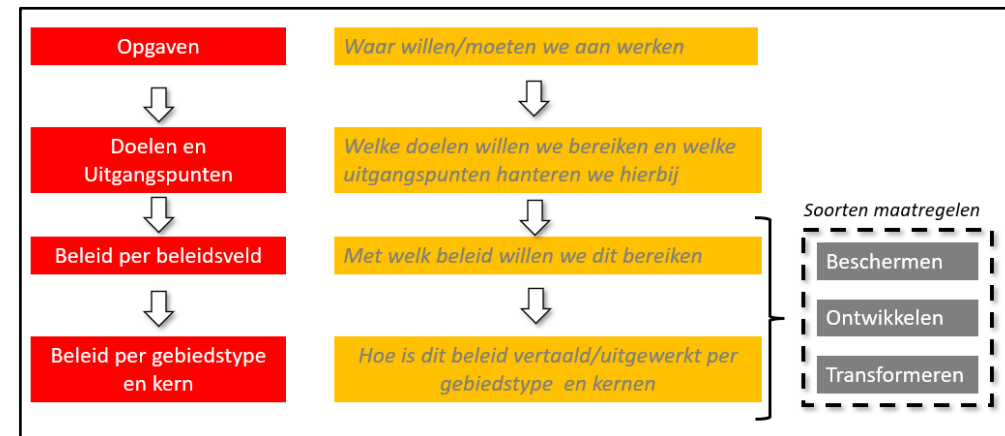 Opgaven
Waar willen/moeten we aan werken
Doelen en
Uitgangspunten
Welke doelen willen we bereiken en welke
uitgangspunten hanteren we hierbij
Soorten maatregelen
Beleid per beleidsveld
Met welk beleid willen we dit bereiken
Beschermen
Ontwikkelen
Beleid per gebiedstype
en kern
Hoe is dit beleid vertaald/uitgewerkt per
gebiedstype en kernen
Transformeren